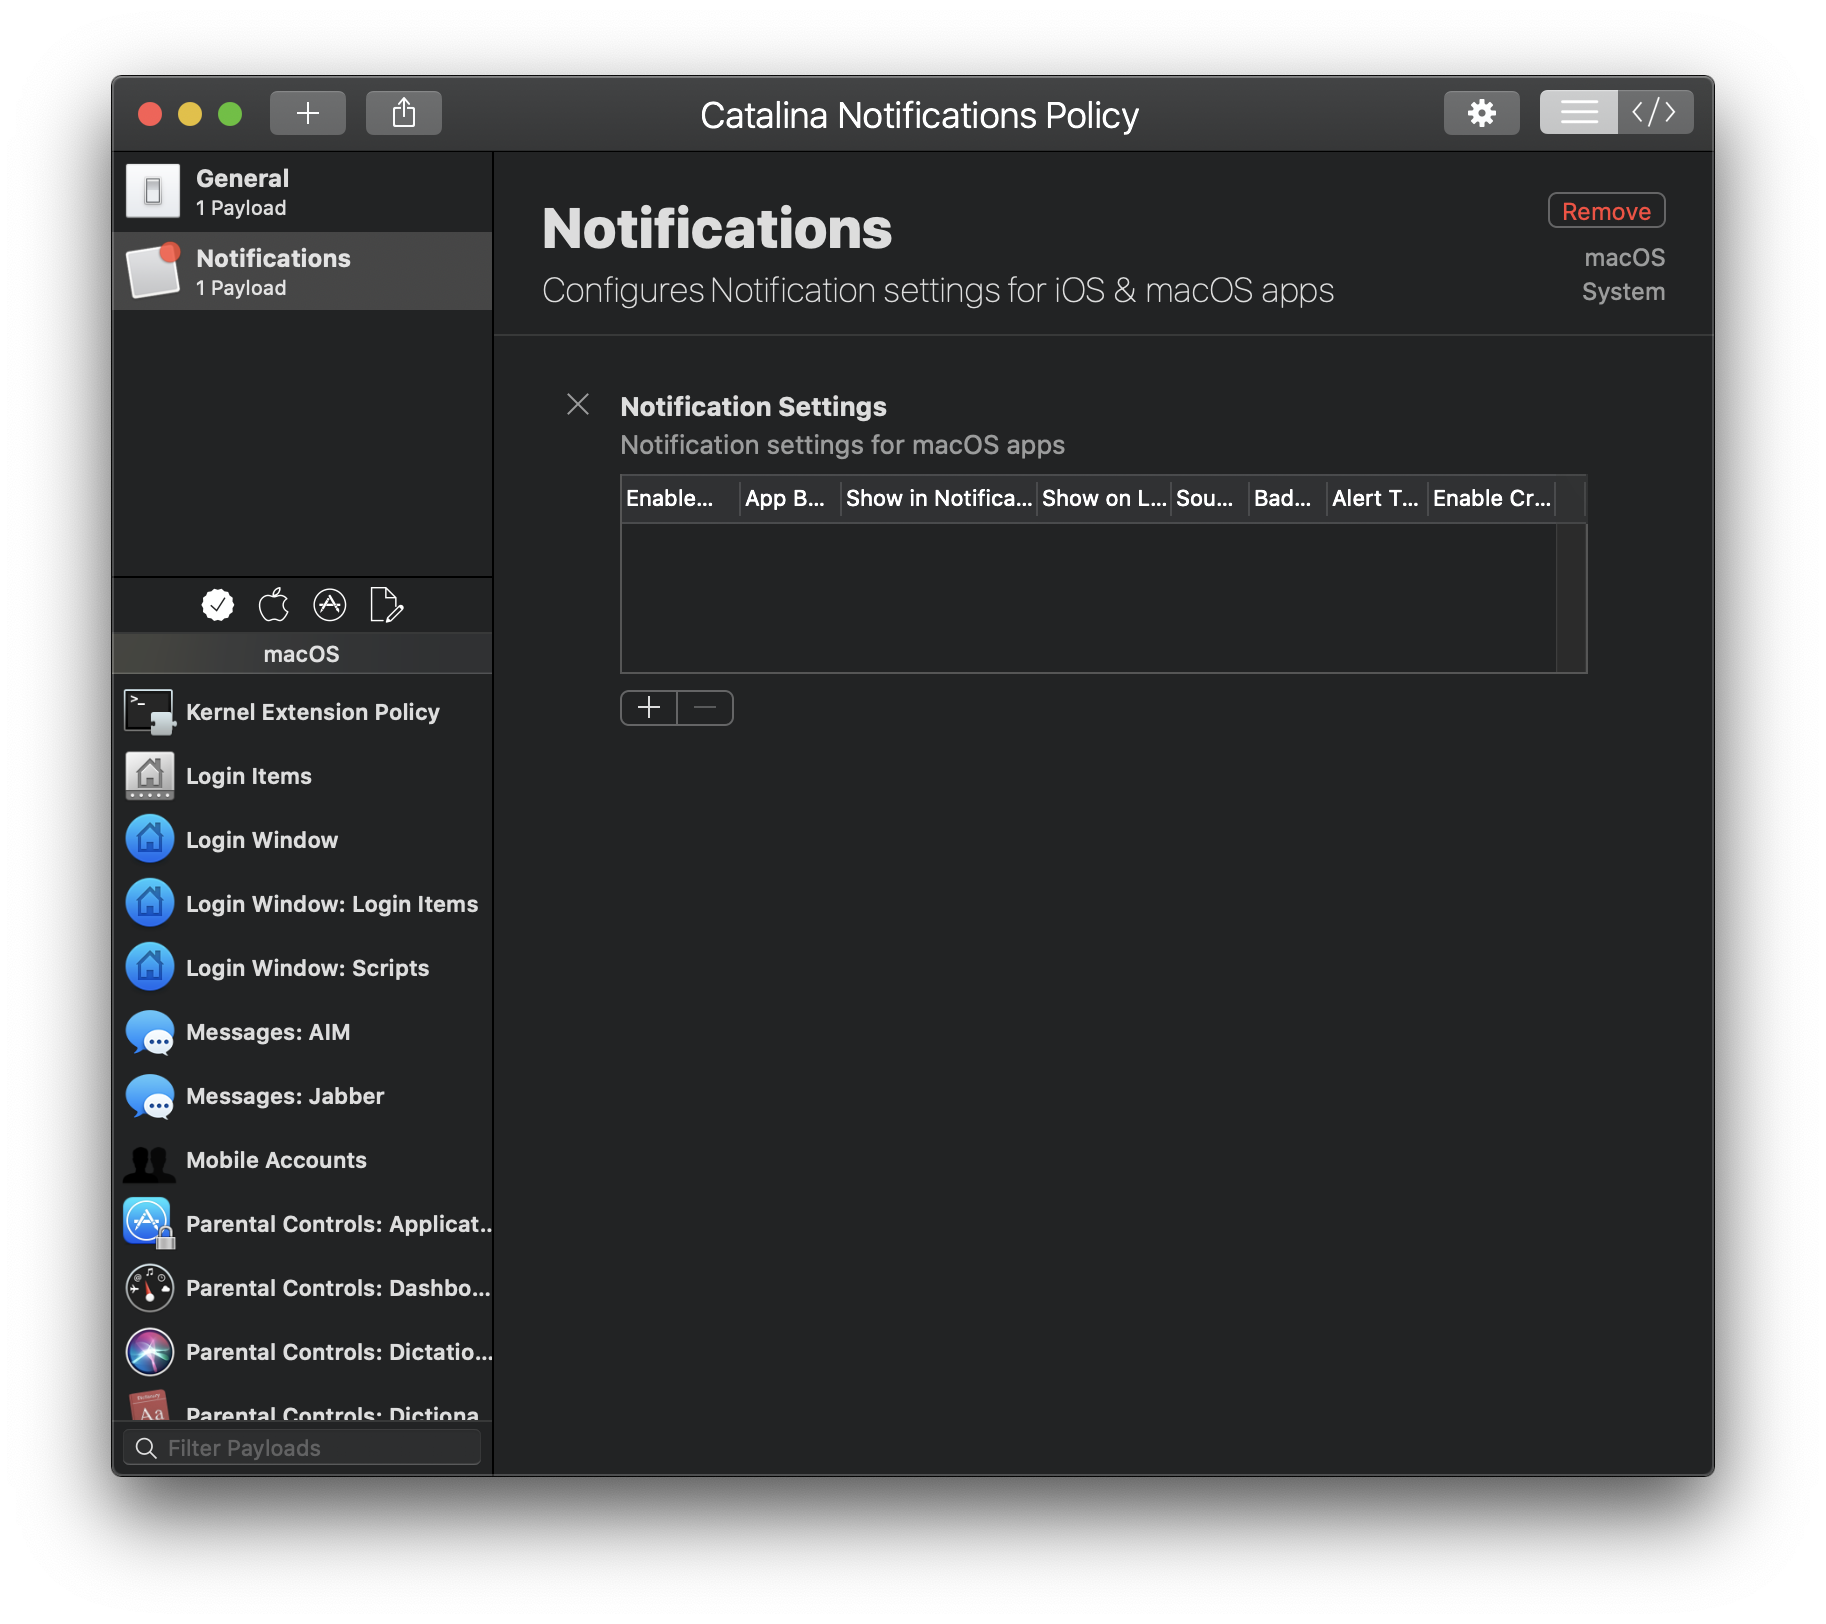 Catalina Notifications Policy
</>
General
1 Payload
Notifications
1 Payload
macOS
Kernel Extension Policy
Login Items
Login Window
Login Window: Login Items
Login Window: Scripts
Messages: AIM
Messages: Jabber
Mobile Accounts
Parental Controls: Applicat...
Parental Controls: Dashbo...
Parental Controls: Dictatio...
Parental Controls: Dictiona
Filter Payloads
Notifications
Configures Notification settings for iOS & macOS apps
Remove
macOS
System
Notification Settings
Notification settings for macOS apps
Enable... App B... Show in Notifica... Show on L... Sou... Bad... Alert T... Enable Cr...